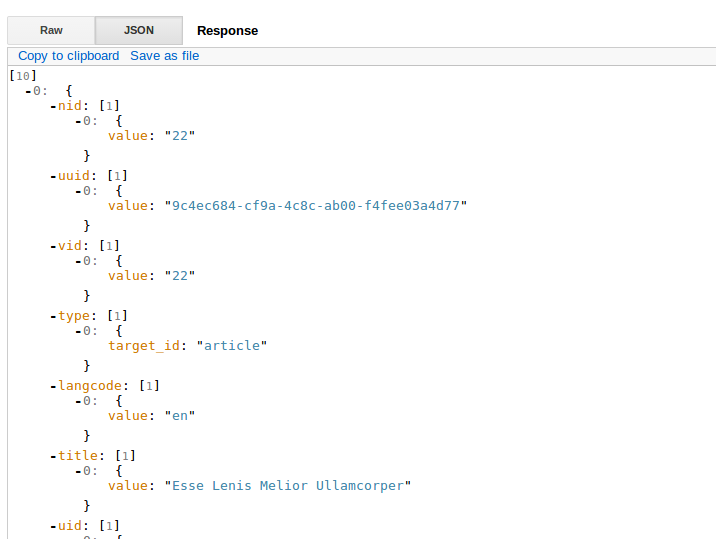 Raw JSON Response
Copy to clipboard Save as file
[10]
-0: {
-nid: [1]
-0: {
value: "22"
}
-uuid: [1]
-0: {
value: "9c4ec684-cf9a-4c8c-ab00-f4fee03a4d77"
}
-vid: [1]
-0: {
value: "22"
}
-type: [1]
-0: {
target_id: "article"
}
-langcode: [1]
-0: {
value: "en"
}
-title: [1]
-0: {
value: "Esse Lenis Melior Ullamcorper"
}
-uid: [1]
-0: {